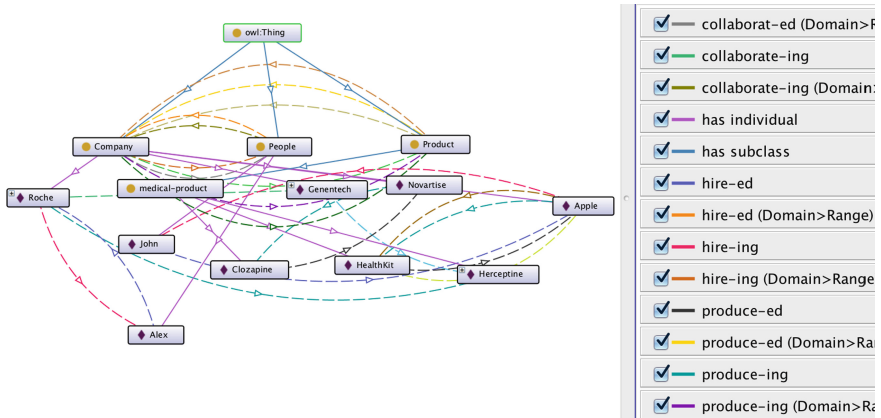 owl:Thing
Company
People
Product
medical-product
Genentech
Novartise
Roche
Apple
John
Clozapine
HealthKit
Herceptine
Alex
collaborat-ed (Domain>R
collaborate-ing
collaborate-ing (Domain>
has individual
has subclass
hire-ed
hire-ed (Domain>Range)
hire-ing
hire-ing (Domain>Range
produce-ed
produce-ed (Domain>Ra
produce-ing
produce-ing (Domain>Ra